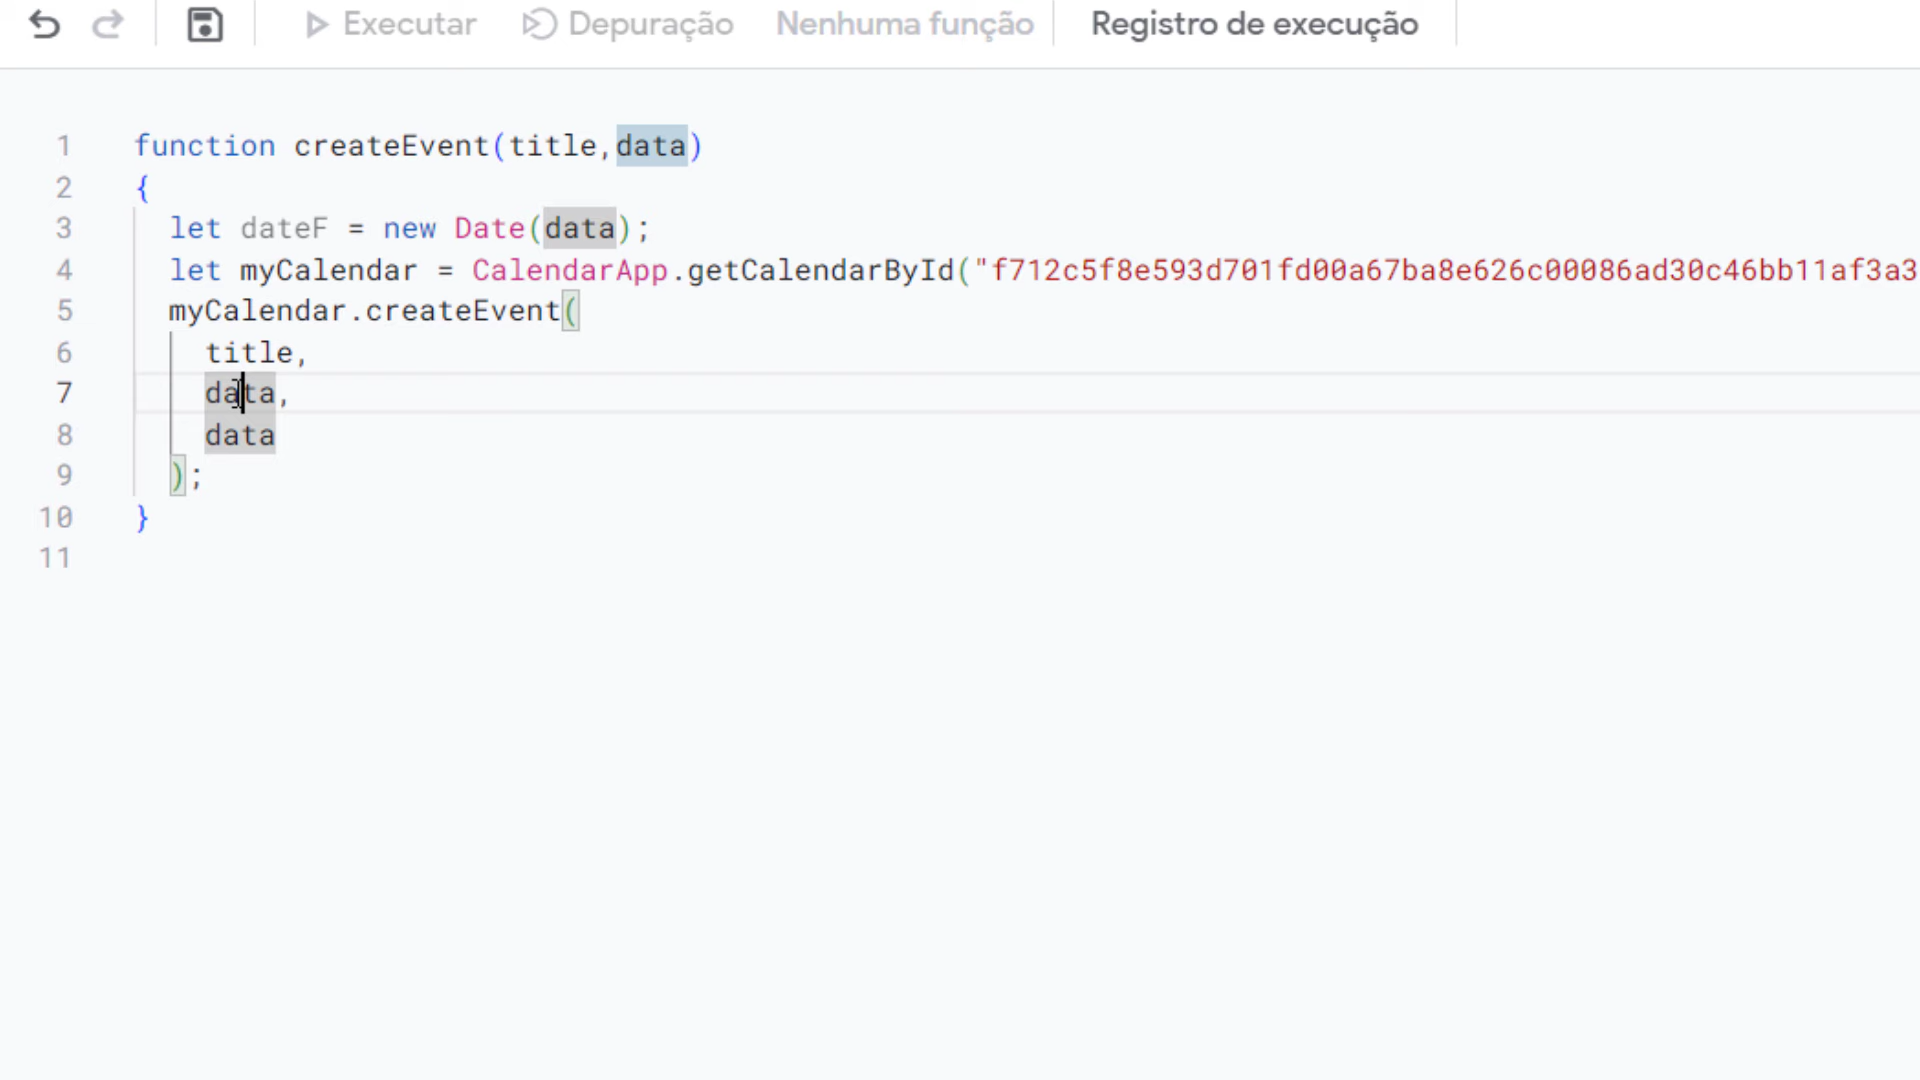 Executar Depuração Nenhuma função Registro de execução
1 function createEvent(title,data)
2 {
3 let dateF = new Date(data);
4 let myCalendar = CalendarApp.getCalendarById("f712c5f8e593d701fd00a67ba8e626c00086ad30c46bb11af3a3
5 myCalendar.createEvent(
6 title,
7 data,
8 data
9 );
10 }
11